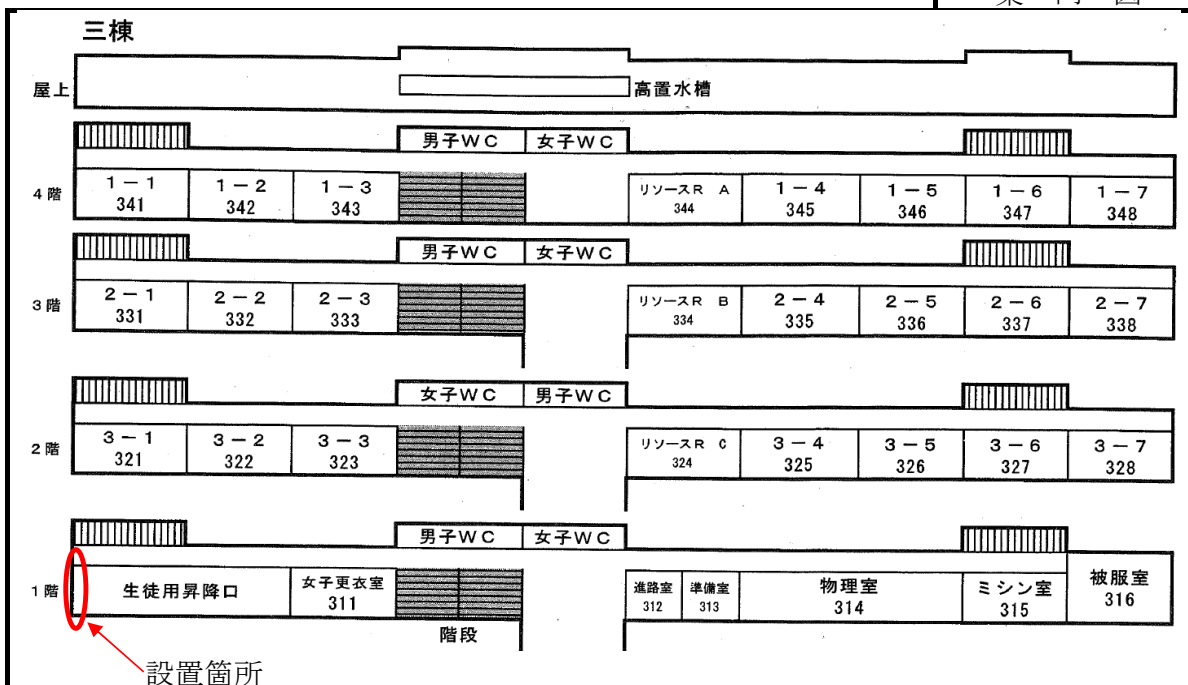 案 内 図
三棟
屋上
高置水槽
男子WC 女子WC
4階
1-1 1-2 1-3 リソースR A 1-4 1-5 1-6 1-7
341 342 343 344 345 346 347 348
男子WC 女子WC
3階
2-1 2-2 2-3 リソースR B 2-4 2-5 2-6 2-7
331 332 333 334 335 336 337 338
女子WC 男子WC
2階
3-1 3-2 3-3 リソースR C 3-4 3-5 3-6 3-7
321 322 323 324 325 326 327 328
男子WC 女子WC
1階
生徒用昇降口 女子更衣室 進路室 準備室 物理室 ミシン室 被服室
311 312 313 314 315 316
階段
設置箇所